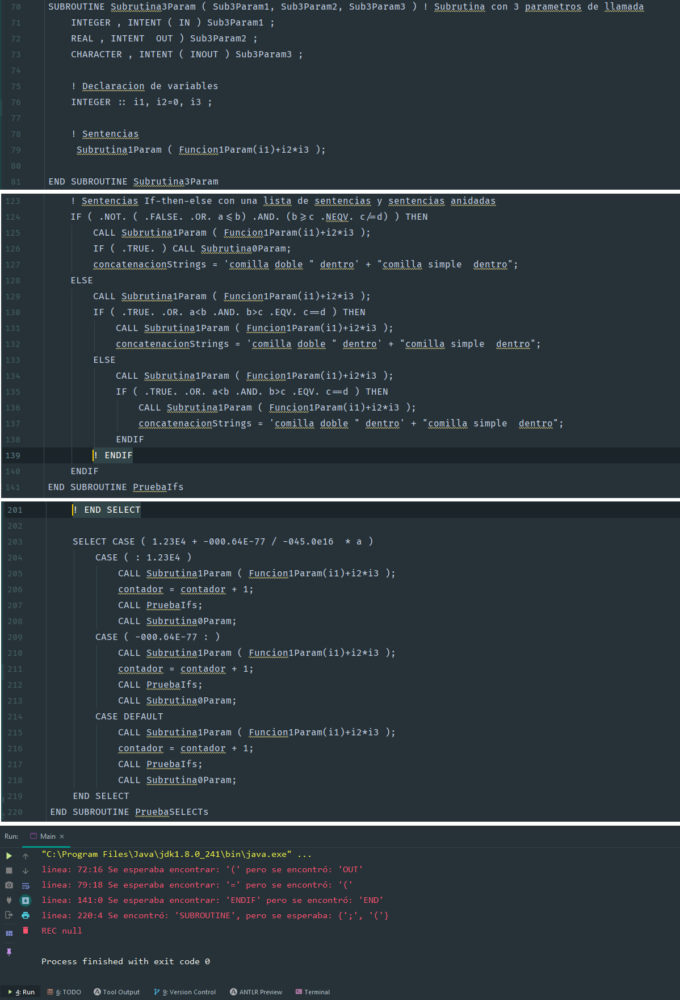 70 SUBROUTINE Subrutina3Param ( Sub3Param1, Sub3Param2, Sub3Param3 ) ! Subrutina con 3 parametros de llamada
71 INTEGER , INTENT ( IN ) Sub3Param1 ;
72 REAL , INTENT  OUT ) Sub3Param2 ;
73 CHARACTER , INTENT ( INOUT ) Sub3Param3 ;
74
75 ! Declaracion de variables
76 INTEGER :: i1, i2=0, i3 ;
77
78 ! Sentencias
79 Subrutina1Param ( Funcion1Param(i1)+i2*i3 );
80
81 END SUBROUTINE Subrutina3Param
123 ! Sentencias If-then-else con una lista de sentencias y sentencias anidadas
124 IF ( .NOT. ( .FALSE. .OR. a<=b) .AND. (b>=c .NEQV. c/=d) ) THEN
125 CALL Subrutina1Param ( Funcion1Param(i1)+i2*i3 );
126 IF ( .TRUE. ) CALL Subrutina0Param;
127 concatenacionStrings = 'comilla doble " dentro' + "comilla simple  dentro";
128 ELSE
129 CALL Subrutina1Param ( Funcion1Param(i1)+i2*i3 );
130 IF ( .TRUE. .OR. a<b .AND. b>c .EQV. c==d ) THEN
131 CALL Subrutina1Param ( Funcion1Param(i1)+i2*i3 );
132 concatenacionStrings = 'comilla doble " dentro' + "comilla simple  dentro";
133 ELSE
134 CALL Subrutina1Param ( Funcion1Param(i1)+i2*i3 );
135 IF ( .TRUE. .OR. a<b .AND. b>c .EQV. c==d ) THEN
136 CALL Subrutina1Param ( Funcion1Param(i1)+i2*i3 );
137 concatenacionStrings = 'comilla doble " dentro' + "comilla simple  dentro";
138 ENDIF
139 ! ENDIF
140 ENDIF
141 END SUBROUTINE PruebaIfs
201 ! END SELECT
202
203 SELECT CASE ( 1.23E4 + -000.64E-77 / -045.0e16  * a )
204 CASE ( : 1.23E4 )
205 CALL Subrutina1Param ( Funcion1Param(i1)+i2*i3 );
206 contador = contador + 1;
207 CALL PruebaIfs;
208 CALL Subrutina0Param;
209 CASE ( -000.64E-77 : )
210 CALL Subrutina1Param ( Funcion1Param(i1)+i2*i3 );
211 contador = contador + 1;
212 CALL PruebaIfs;
213 CALL Subrutina0Param;
214 CASE DEFAULT
215 CALL Subrutina1Param ( Funcion1Param(i1)+i2*i3 );
216 contador = contador + 1;
217 CALL PruebaIfs;
218 CALL Subrutina0Param;
219 END SELECT
220 END SUBROUTINE PruebaSELECTs
Run: Main ×
"C:\Program Files\Java\jdk1.8.0_241\bin\java.exe" ...
linea: 72:16 Se esperaba encontrar: '(' pero se encontró: 'OUT'
linea: 79:18 Se esperaba encontrar: '=' pero se encontró: '('
linea: 141:0 Se esperaba encontrar: 'ENDIF' pero se encontró: 'END'
linea: 220:4 Se encontró: 'SUBROUTINE', pero se esperaba: {';', '('}
REC null
Process finished with exit code 0
4: Run 6: TODO Tool Output 9: Version Control ANTLR Preview Terminal